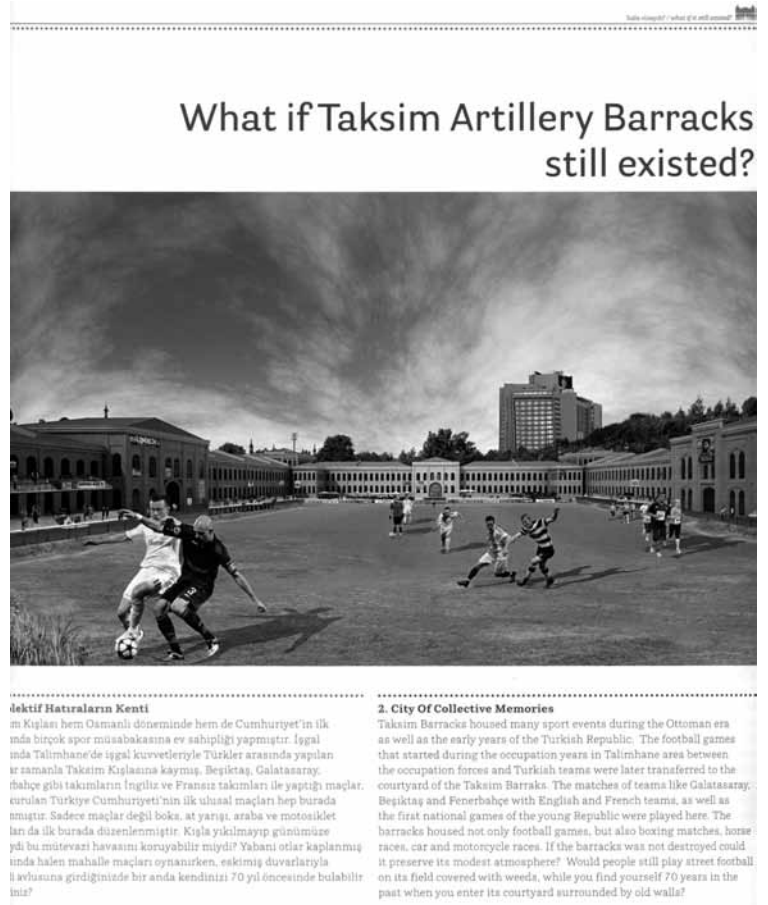 hala olsaydı? / what if it still existed?
What if Taksim Artillery Barracks
still existed?
3
lektif Hatıraların Kenti
m Kışlası hem Osmanlı döneminde hem de Cumhuriyet'in ilk
nda birçok spor müsabakasına ev sahipliği yapmıştır. İşgal
nda Talimhane'de işgal kuvvetleriyle Türkler arasında yapılan
ar zamanla Taksim Kışlasına kaymış, Beşiktaş, Galatasaray,
bahçe gibi takımların İngiliz ve Fransız takımları ile yaptığı maçlar,
kurulan Türkiye Cumhuriyeti'nin ilk ulusal maçları hep burada
nmıştır. Sadece maçlar değil boks, at yarışı, araba ve motosiklet
ları da ilk burada düzenlenmiştir. Kışla yıkılmayıp günümüze
ydi bu mütevazi havasını koruyabilir miydi? Yabani otlar kaplanmış
nda halen mahalle maçları oynanırken, eskimiş duvarlarıyla
i avlusuna girdiğinizde bir anda kendinizi 70 yıl öncesinde bulabilir
iniz?
2. City Of Collective Memories
Taksim Barracks housed many sport events during the Ottoman era
as well as the early years of the Turkish Republic. The football games
that started during the occupation years in Talimhane area between
the occupation forces and Turkish teams were later transferred to the
courtyard of the Taksim Barraks. The matches of teams like Galatasaray,
Beşiktaş and Fenerbahçe with English and French teams, as well as
the first national games of the young Republic were played here. The
barracks housed not only football games, but also boxing matches, horse
races, car and motorcycle races. If the barracks was not destroyed could
it preserve its modest atmosphere? Would people still play street football
on its field covered with weeds, while you find yourself 70 years in the
past when you enter its courtyard surrounded by old walls?